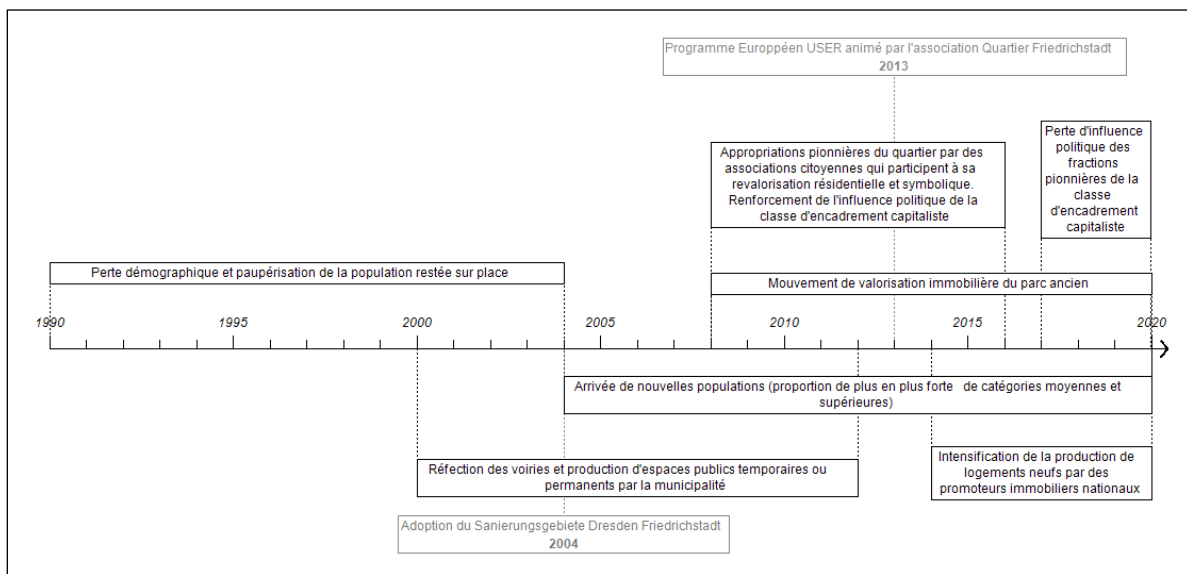 Programme Europpéen USER animé par l'association Quartier Friedrichstadt
2013
Appropriations pionnières du quartier par des
associations citoyennes qui participent à sa
revalorisation résidentielle et symbolique.
Renforcement de l'influence politique de la
classe d'encadrement capitaliste
Perte d'influence
politique des
fractions
pionnières de la
classe
d'encadrement
capitaliste
Perte démographique et paupérisation de la population restée sur place
Mouvement de valorisation immobilière du parc ancien
1990 1995 2000 2005 2010 2015 2020
Arrivée de nouvelles populations (proportion de plus en plus forte de catégories moyennes et
supérieures)
Réfection des voiries et production d'espaces publics temporaires ou
permanents par la municipalité
Intensification de la production de
logements neufs par des
promoteurs immobiliers nationaux
Adoption du Sanierungsgebiete Dresden Friedrichstadt
2004